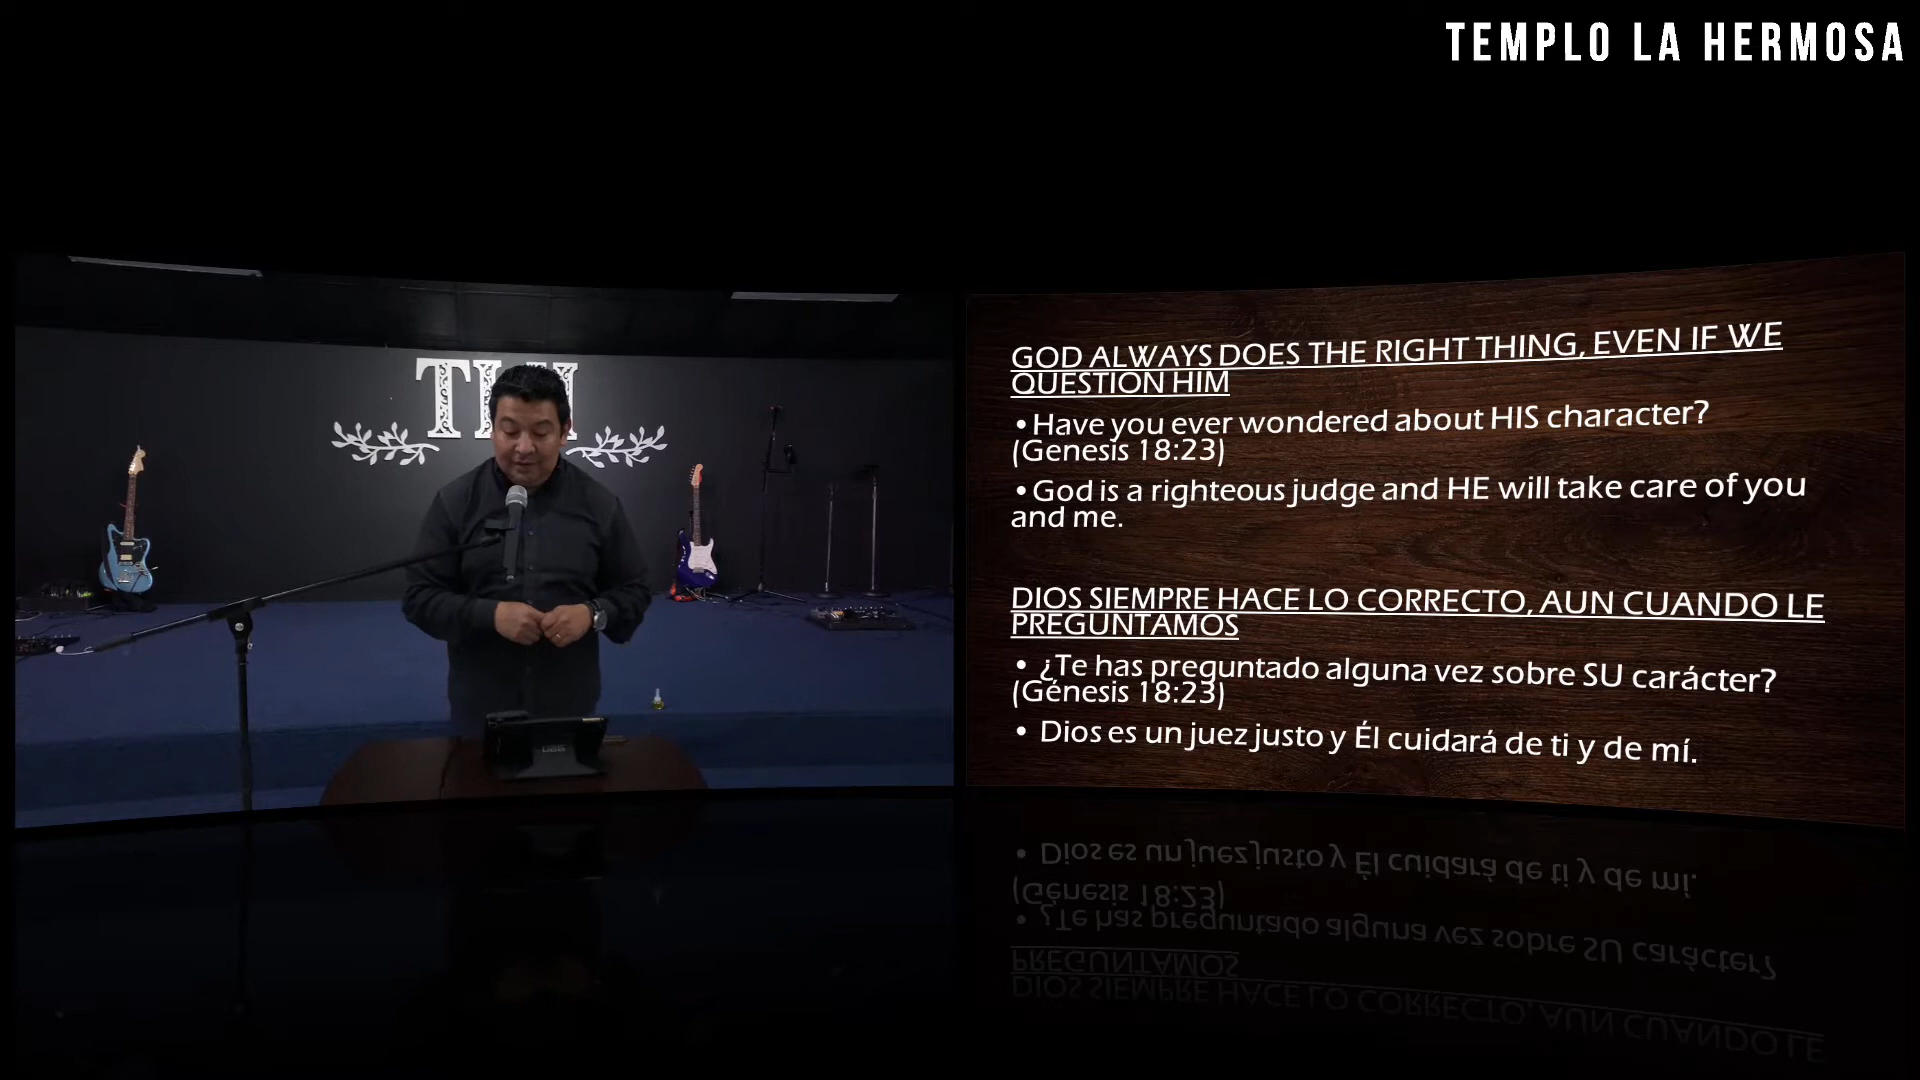 TEMPLO LA HERMOSA
GOD ALWAYS DOES THE RIGHT THING, EVEN IF WE
QUESTION HIM
• Have you ever wondered about HIS character?
(Genesis 18:23)
• God is a righteous judge and HE will take care of you
and me.
DIOS SIEMPRE HACE LO CORRECTO, AUN CUANDO LE
PREGUNTAMOS
• ¿Te has preguntado alguna vez sobre SU carácter?
(Génesis 18:23)
• Dios es un juez justo y Él cuidará de ti y de mí.